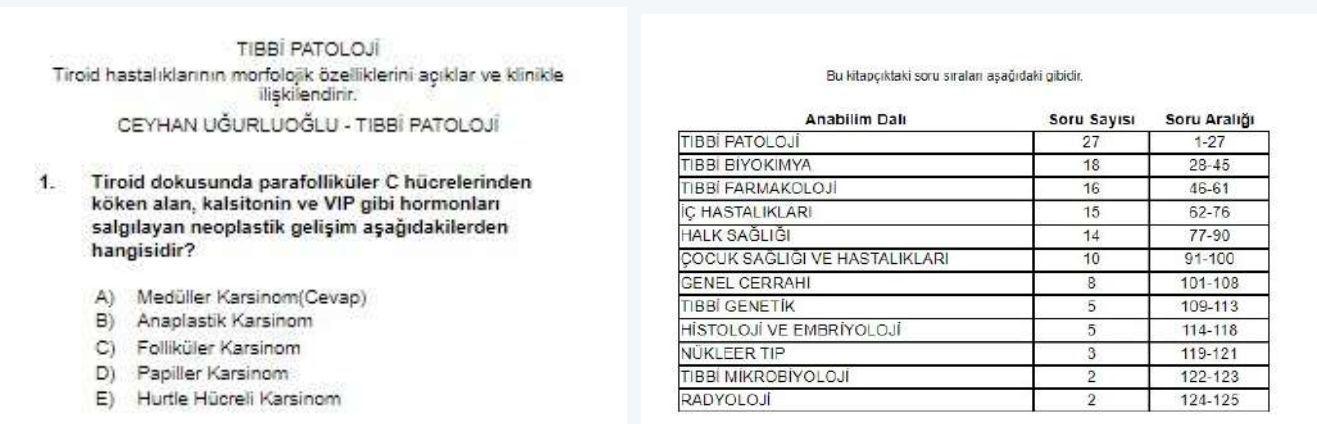 TIBBİ PATOLOJİ
Tiroid hastalıklarının morfolojik özelliklerini açıklar ve klinikle
ilişkilendirir.
CEYHAN UĞURLUOĞLU - TIBBİ PATOLOJİ
1. Tiroid dokusunda parafolliküler C hücrelerinden
köken alan, kalsitonin ve VIP gibi hormonları
salgılayan neoplastik gelişim aşağıdakilerden
hangisidir?
A) Medüller Karsinom(Cevap)
B) Anaplastik Karsinom
C) Folliküler Karsinom
D) Papiller Karsinom
E) Hurtle Hücreli Karsinom
Bu kitapçıktaki soru sıraları aşağıdaki gibidir.
Anabilim Dalı Soru Sayısı Soru Aralığı
TIBBİ PATOLOJİ 27 1-27
TIBBİ BİYOKİMYA 18 28-45
TIBBİ FARMAKOLOJİ 16 46-61
İÇ HASTALIKLARI 15 62-76
HALK SAĞLIĞI 14 77-90
ÇOCUK SAĞLIĞI VE HASTALIKLARI 10 91-100
GENEL CERRAHİ 8 101-108
TIBBİ GENETİK 5 109-113
HİSTOLOJİ VE EMBRİYOLOJİ 5 114-118
NÜKLEER TIP 3 119-121
TIBBİ MİKROBİYOLOJİ 2 122-123
RADYOLOJİ 2 124-125